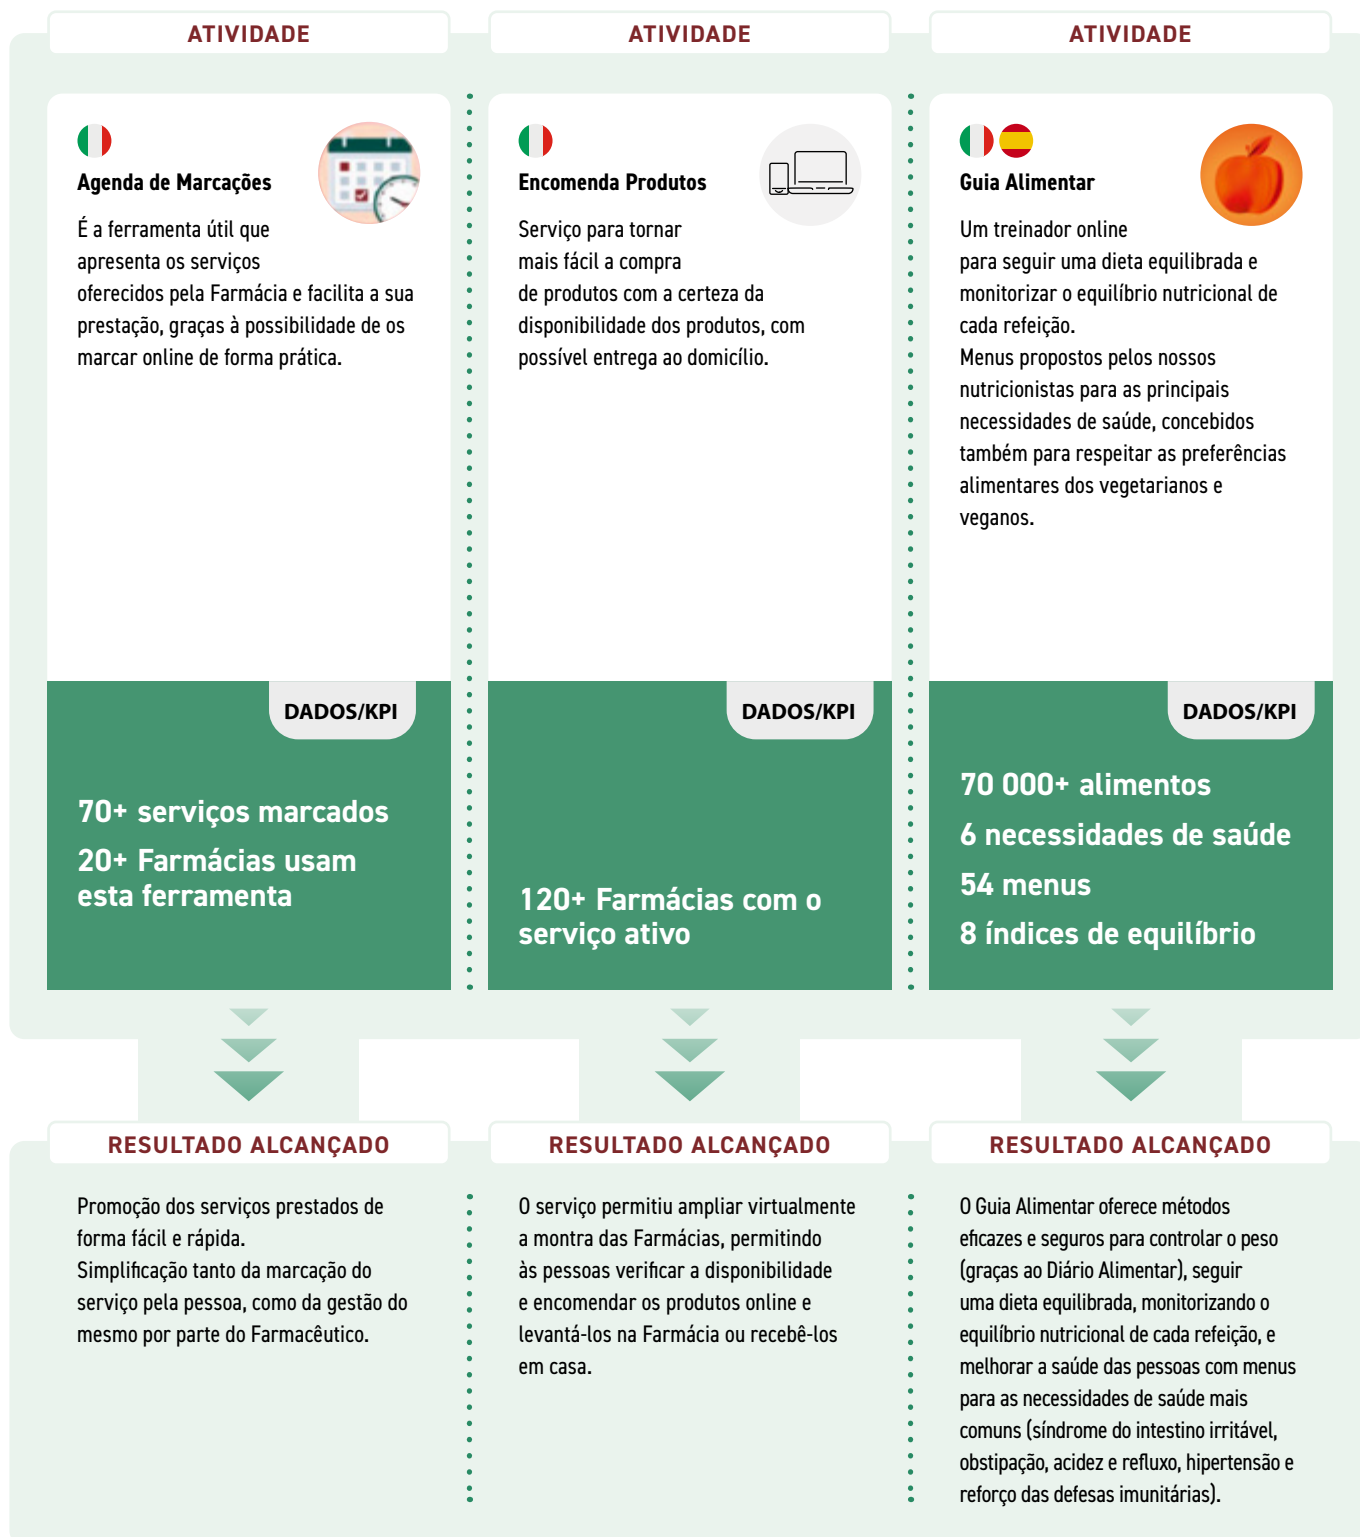 ATIVIDADE
Agenda de Marcações
É a ferramenta útil que
apresenta os serviços
oferecidos pela Farmácia e facilita a sua
prestação, graças à possibilidade de os
marcar online de forma prática.
DADOS/KPI
70+ serviços marcados
20+ Farmácias usam
esta ferramenta
RESULTADO ALCANÇADO
Promoção dos serviços prestados de
forma fácil e rápida.
Simplificação tanto da marcação do
serviço pela pessoa, como da gestão do
mesmo por parte do Farmacêutico.
ATIVIDADE
Encomenda Produtos
Serviço para tornar
mais fácil a compra
de produtos com a certeza da
disponibilidade dos produtos, com
possível entrega ao domicílio.
DADOS/KPI
120+ Farmácias com o
serviço ativo
RESULTADO ALCANÇADO
O serviço permitiu ampliar virtualmente
a montra das Farmácias, permitindo
às pessoas verificar a disponibilidade
e encomendar os produtos online e
levantá-los na Farmácia ou recebê-los
em casa.
ATIVIDADE
Guia Alimentar
Um treinador online
para seguir uma dieta equilibrada e
monitorizar o equilíbrio nutricional de
cada refeição.
Menus propostos pelos nossos
nutricionistas para as principais
necessidades de saúde, concebidos
também para respeitar as preferências
alimentares dos vegetarianos e
veganos.
DADOS/KPI
70 000+ alimentos
6 necessidades de saúde
54 menus
8 índices de equilíbrio
RESULTADO ALCANÇADO
O Guia Alimentar oferece métodos
eficazes e seguros para controlar o peso
(graças ao Diário Alimentar), seguir
uma dieta equilibrada, monitorizando o
equilíbrio nutricional de cada refeição, e
melhorar a saúde das pessoas com menus
para as necessidades de saúde mais
comuns (síndrome do intestino irritável,
obstipação, acidez e refluxo, hipertensão e
reforço das defesas imunitárias).